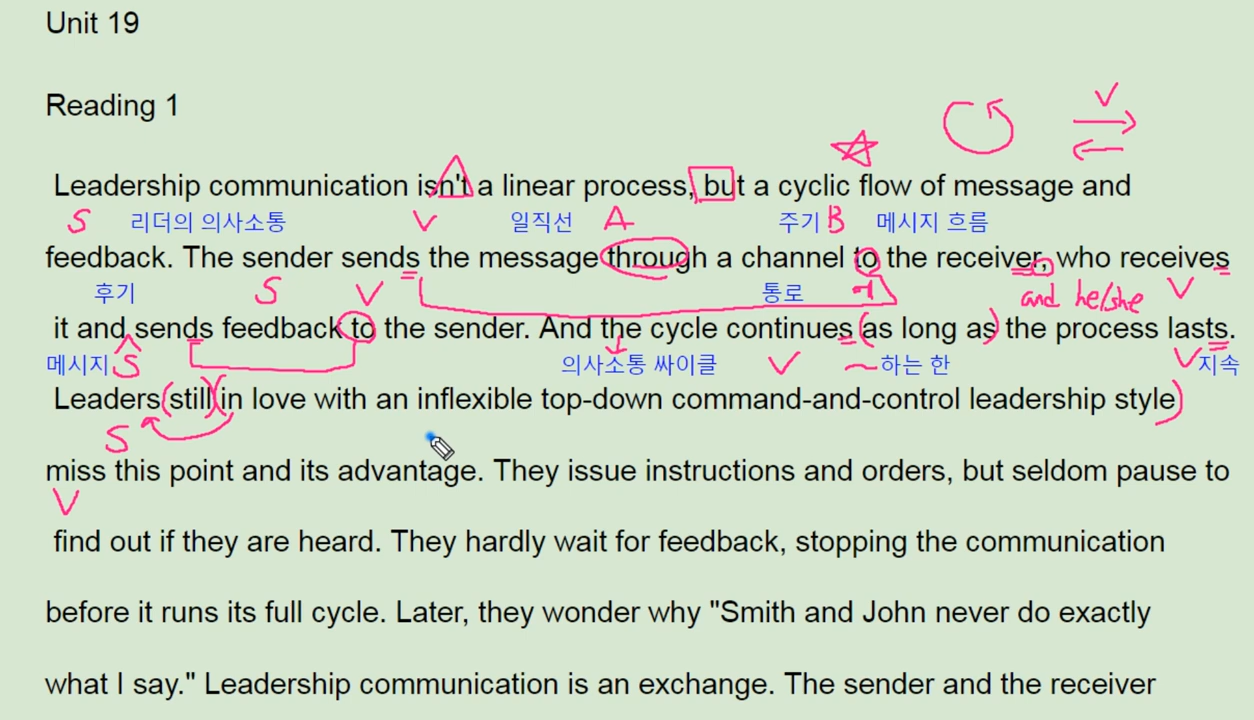 Unit 19
Reading 1
V
Leadership communication isn't a linear process, but a cyclic flow of message and
S 리더의 의사소통 V 일직선 A 주기 B 메시지 흐름
feedback. The sender sends the message through a channel to the receiver, who receives
후기 S V 통로 and he/she V
it and sends feedback to the sender. And the cycle continues as long as the process lasts.
메시지 S 의사소통 싸이클 V ~하는 한 V 지속
Leaders (still) (in love with an inflexible top-down command-and-control leadership style)
S
miss this point and its advantage. They issue instructions and orders, but seldom pause to
V
find out if they are heard. They hardly wait for feedback, stopping the communication
before it runs its full cycle. Later, they wonder why "Smith and John never do exactly
what I say." Leadership communication is an exchange. The sender and the receiver